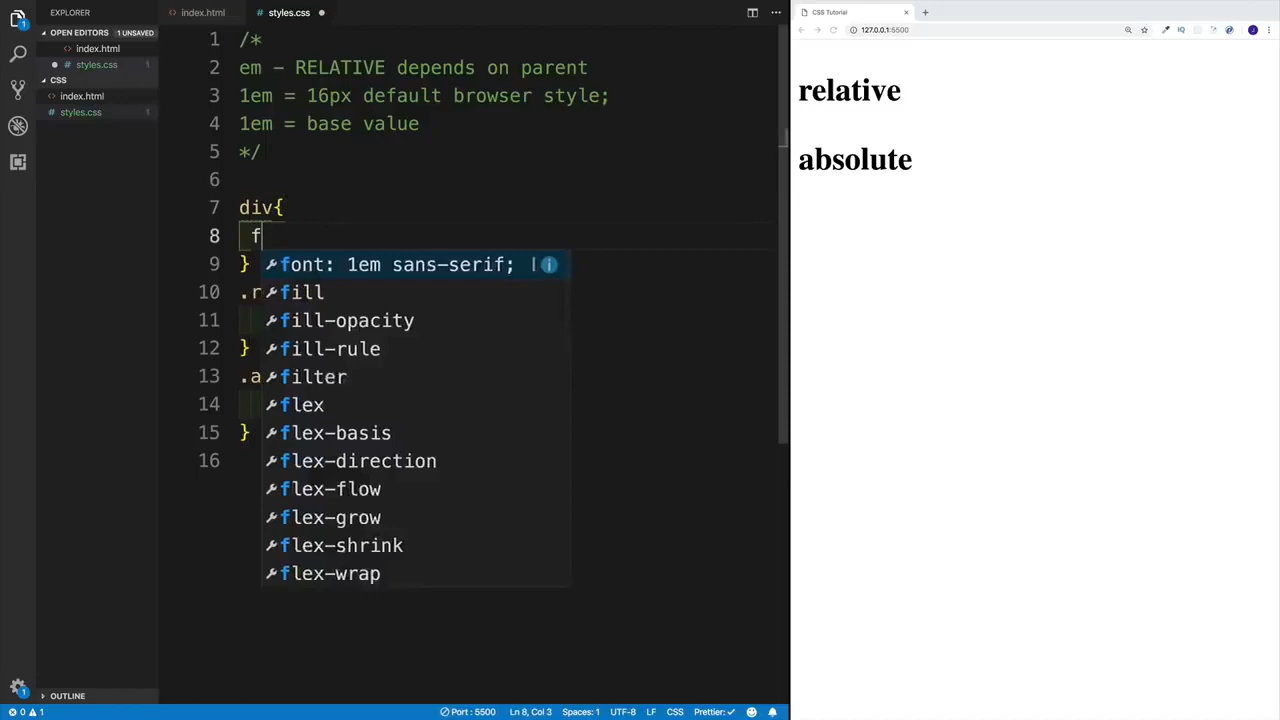 EXPLORER
OPEN EDITORS 1 UNSAVED
index.html
styles.css
CSS
index.html
styles.css 1
OUTLINE
index.html
styles.css
1 /*
2 em - RELATIVE depends on parent
3 1em = 16px default browser style;
4 1em = base value
5 */
6
7 div{
8 f
9 }
10 .r
11
12 }
13 .a
14
15 }
16
font: 1em sans-serif;
fill
fill-opacity
fill-rule
filter
flex
flex-basis
flex-direction
flex-flow
flex-grow
flex-shrink
flex-wrap
CSS Tutorial
127.0.0.1:5500
relative
absolute
0 1
Port : 5500 Ln 8, Col 3 Spaces: 1 UTF-8 LF CSS Prettier: